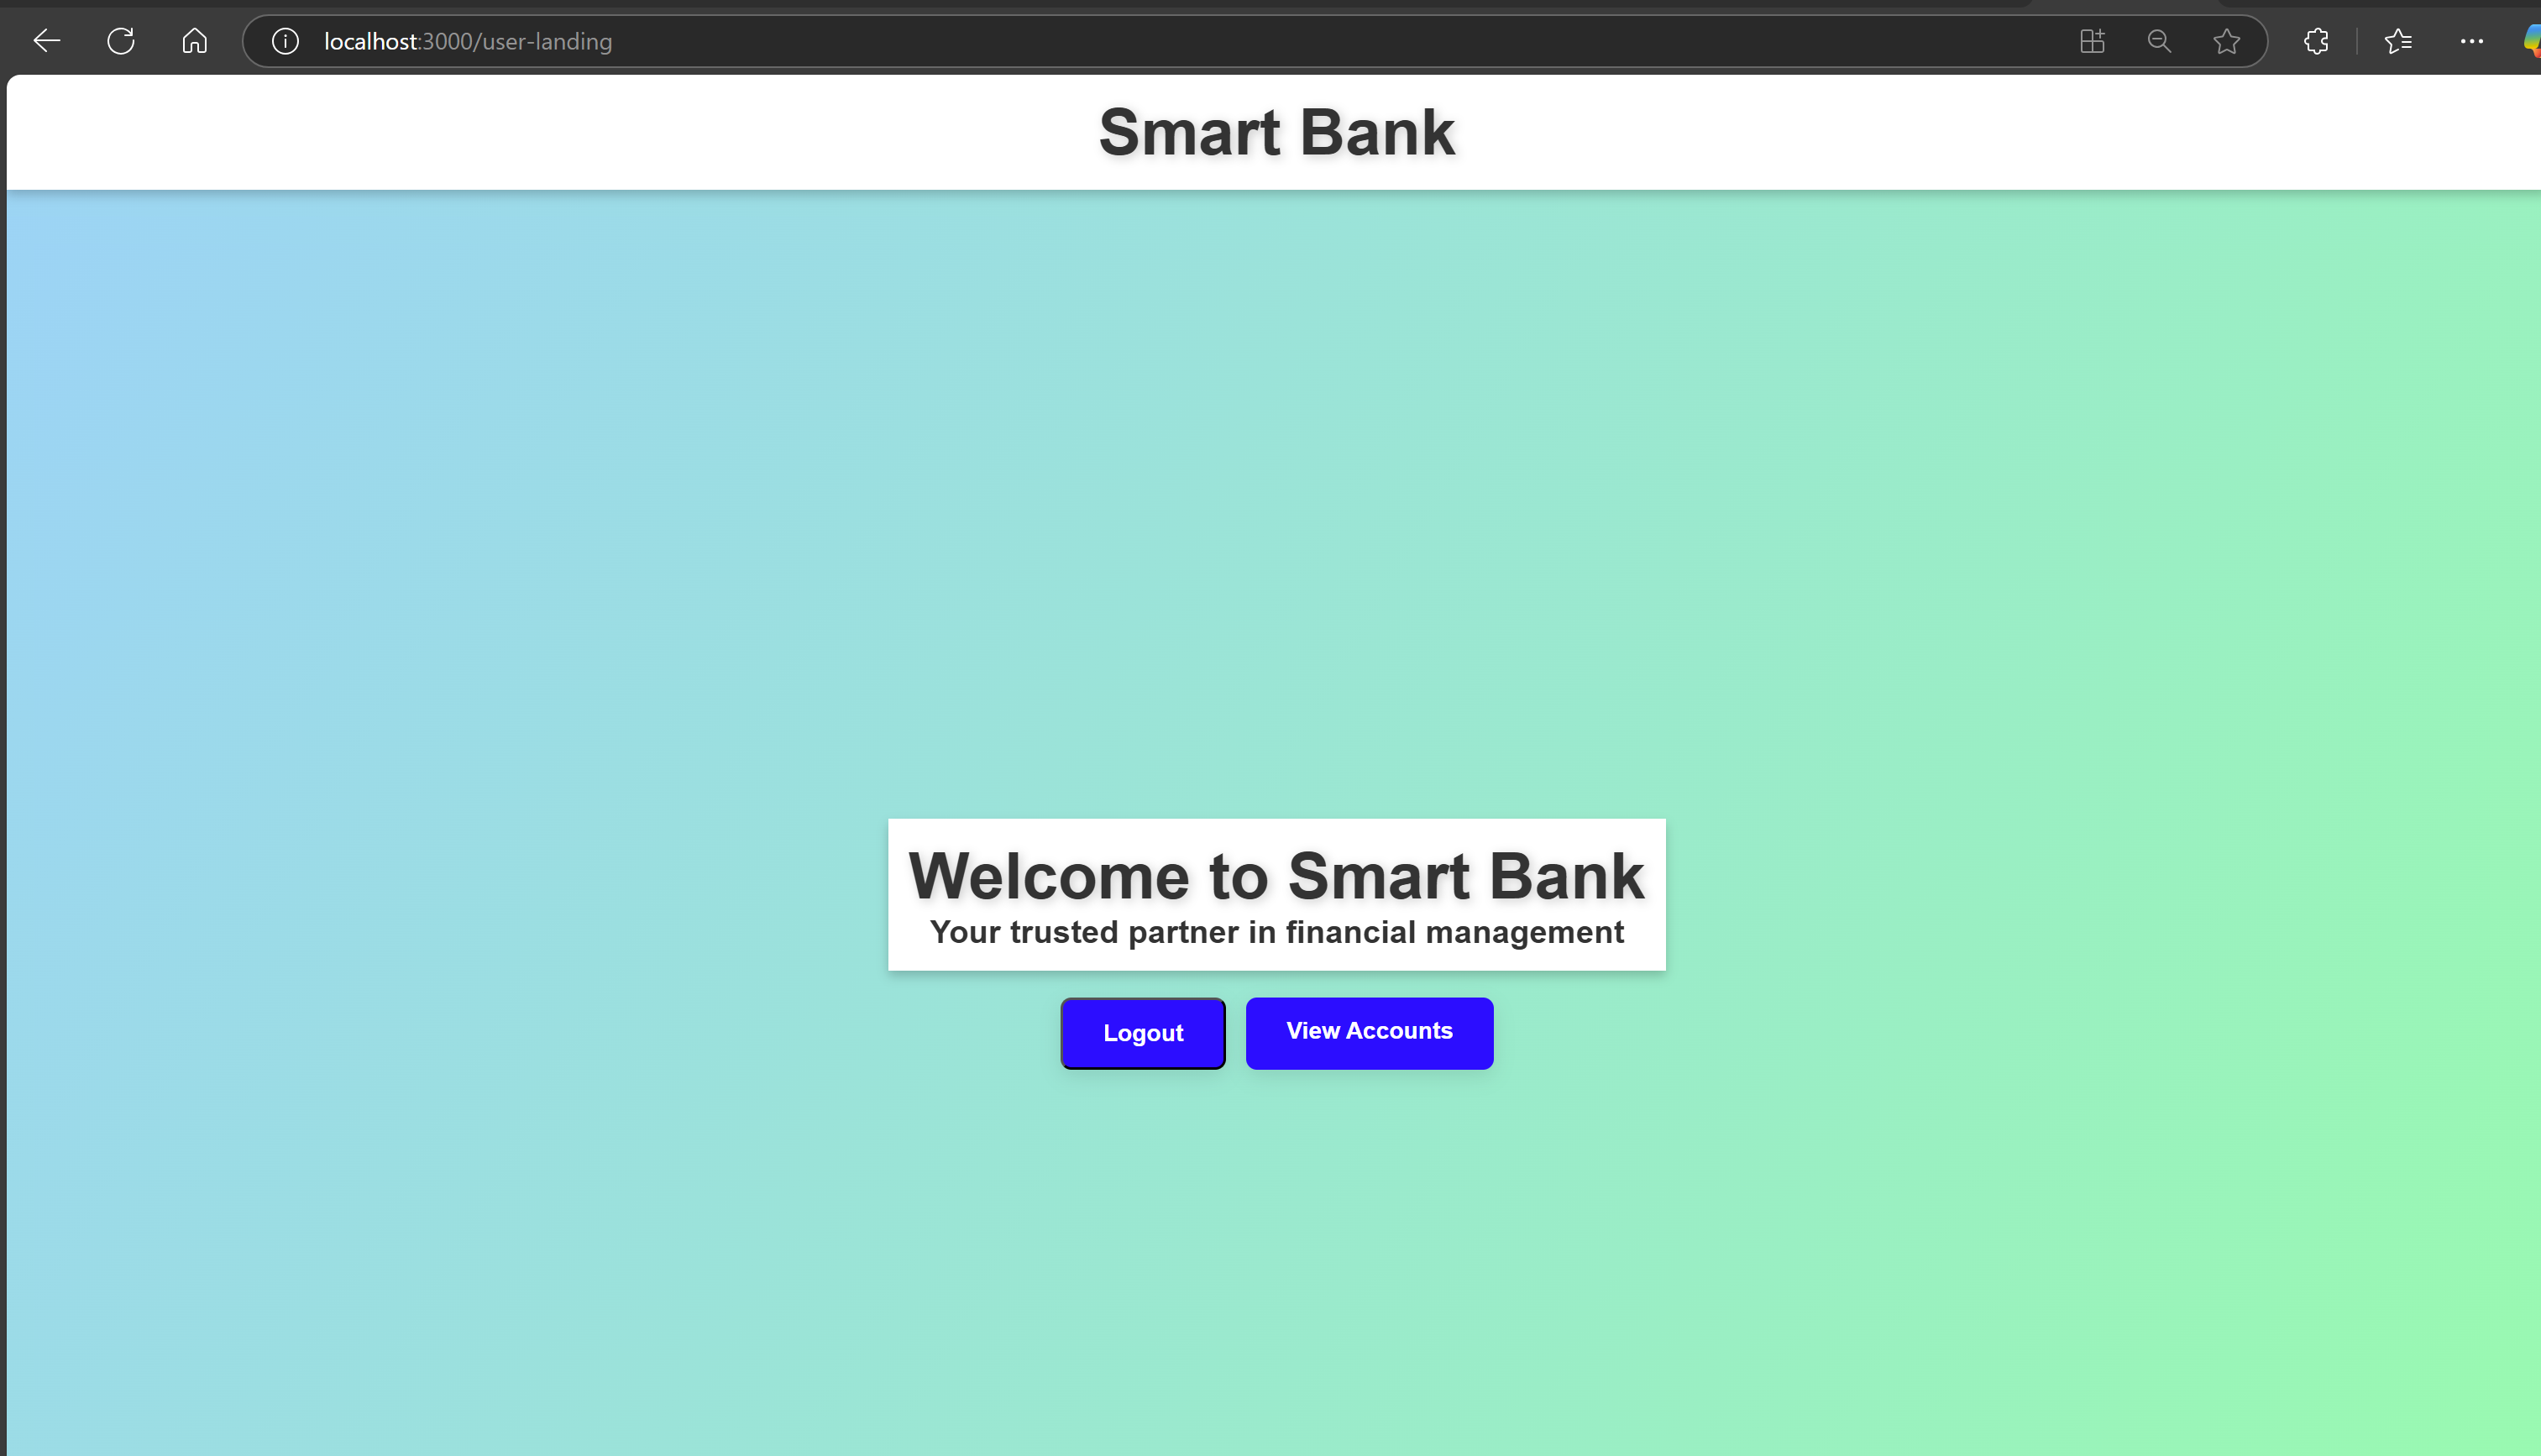 localhost:3000/user-landing
Smart Bank
Welcome to Smart Bank
Your trusted partner in financial management
Logout
View Accounts